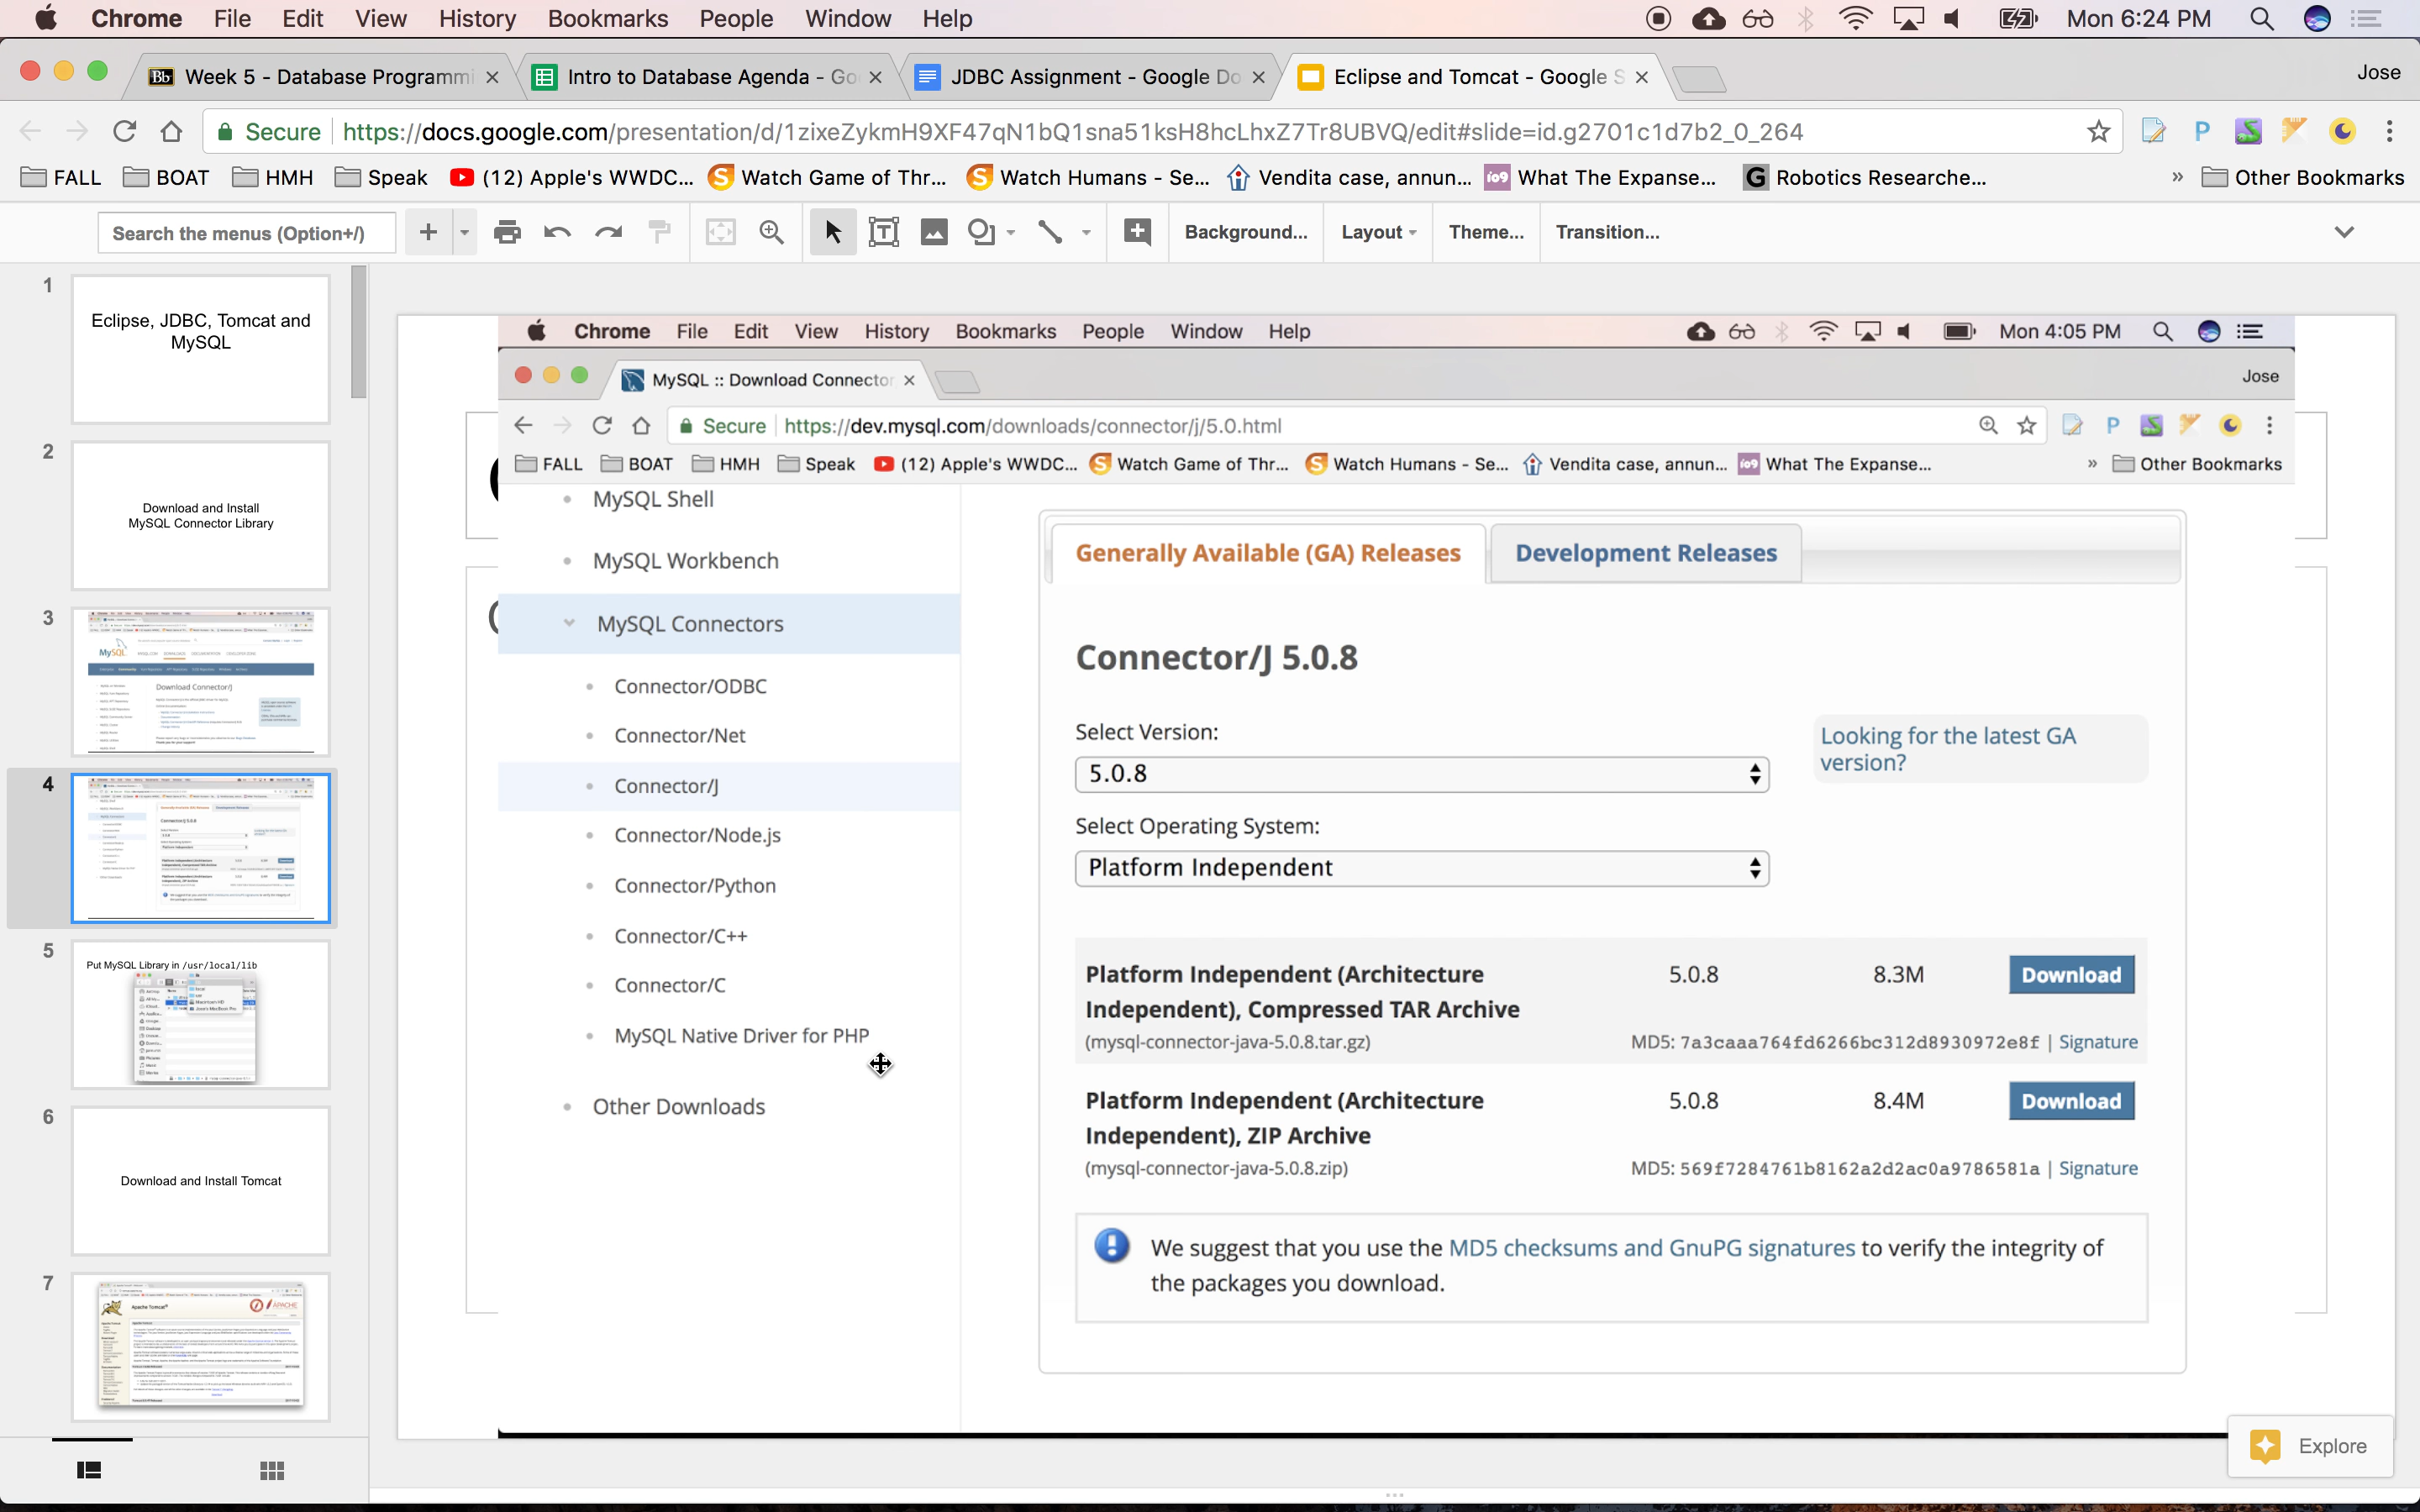 Chrome File Edit View History Bookmarks People Window Help Mon 6:24 PM
Bb Week 5 - Database Programmi
Intro to Database Agenda - Go
JDBC Assignment - Google Do
Eclipse and Tomcat - Google S
Jose
Secure https://docs.google.com/presentation/d/1zixeZykmH9XF47qN1bQ1sna51ksH8hcLhxZ7Tr8UBVQ/edit#slide=id.g2701c1d7b2_0_264
FALL BOAT HMH Speak (12) Apple's WWDC... Watch Game of Thr... Watch Humans - Se... Vendita case, annun... io9 What The Expanse... G Robotics Researche... » Other Bookmarks
Search the menus (Option+/) Background... Layout Theme... Transition...
1
Eclipse, JDBC, Tomcat and
MySQL
2
Download and Install
MySQL Connector Library
3
MySQL
Download Connector/J
4
Connector/J 5.0.8
5
Put MySQL Library in /usr/local/lib
6
Download and Install Tomcat
7
Apache Tomcat
APACHE
Chrome File Edit View History Bookmarks People Window Help Mon 4:05 PM
MySQL :: Download Connector
Jose
Secure https://dev.mysql.com/downloads/connector/j/5.0.html
FALL BOAT HMH Speak (12) Apple's WWDC... Watch Game of Thr... Watch Humans - Se... Vendita case, annun... io9 What The Expanse... » Other Bookmarks
MySQL Shell
MySQL Workbench
MySQL Connectors
Connector/ODBC
Connector/Net
Connector/J
Connector/Node.js
Connector/Python
Connector/C++
Connector/C
MySQL Native Driver for PHP
Other Downloads
Generally Available (GA) Releases Development Releases
Connector/J 5.0.8
Select Version:
5.0.8
Looking for the latest GA
version?
Select Operating System:
Platform Independent
Platform Independent (Architecture 5.0.8 8.3M Download
Independent), Compressed TAR Archive
(mysql-connector-java-5.0.8.tar.gz) MD5: 7a3caaa764fd6266bc312d8930972e8f | Signature
Platform Independent (Architecture 5.0.8 8.4M Download
Independent), ZIP Archive
(mysql-connector-java-5.0.8.zip) MD5: 569f7284761b8162a2d2ac0a9786581a | Signature
We suggest that you use the MD5 checksums and GnuPG signatures to verify the integrity of
the packages you download.
Explore